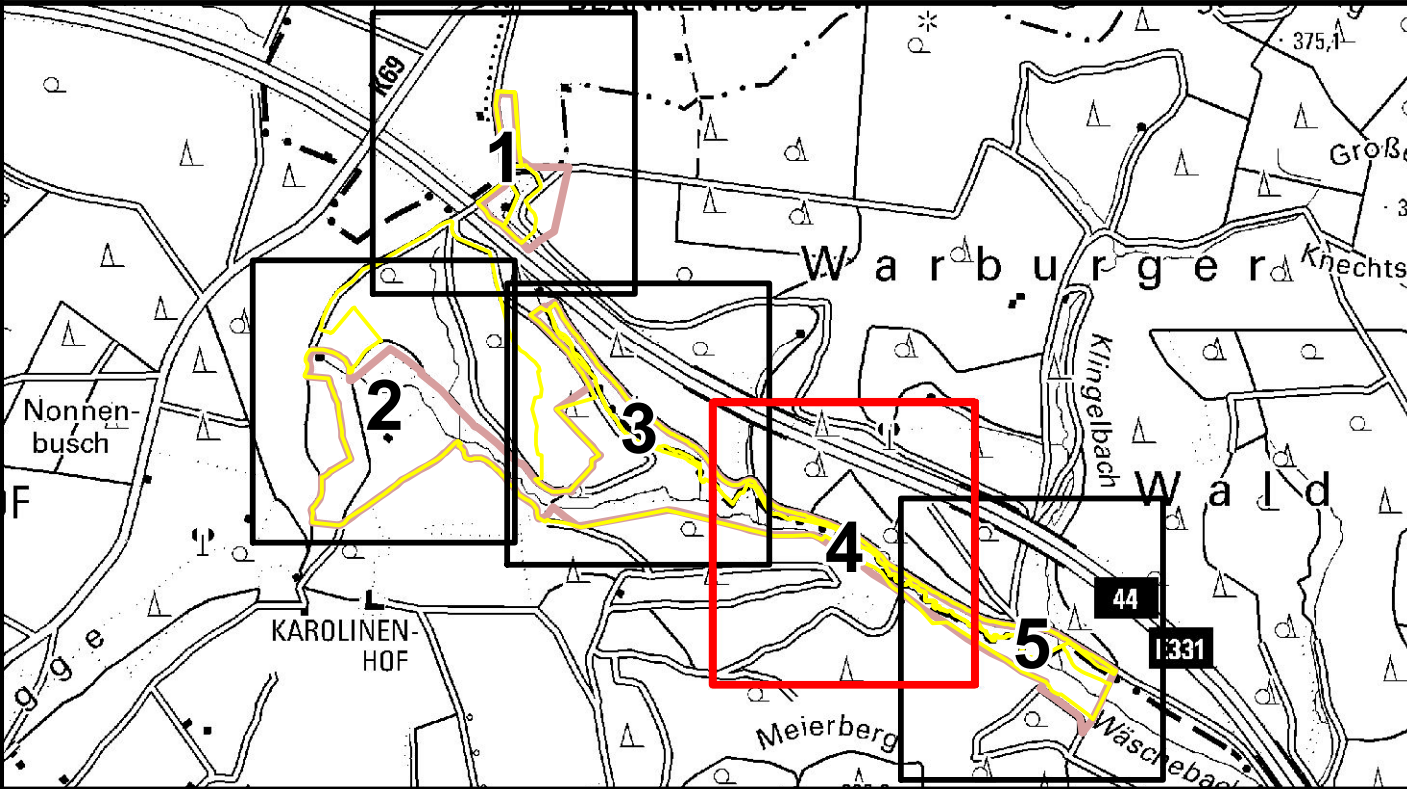 BLANKENRODE
375,1
K69
1
Große
Warburger
Knechts
Klingelbach
2
3
Nonnen-
busch
Wald
4
44
KAROLINEN-
HOF
5
E331
gge
Meierberg
Wäschebach